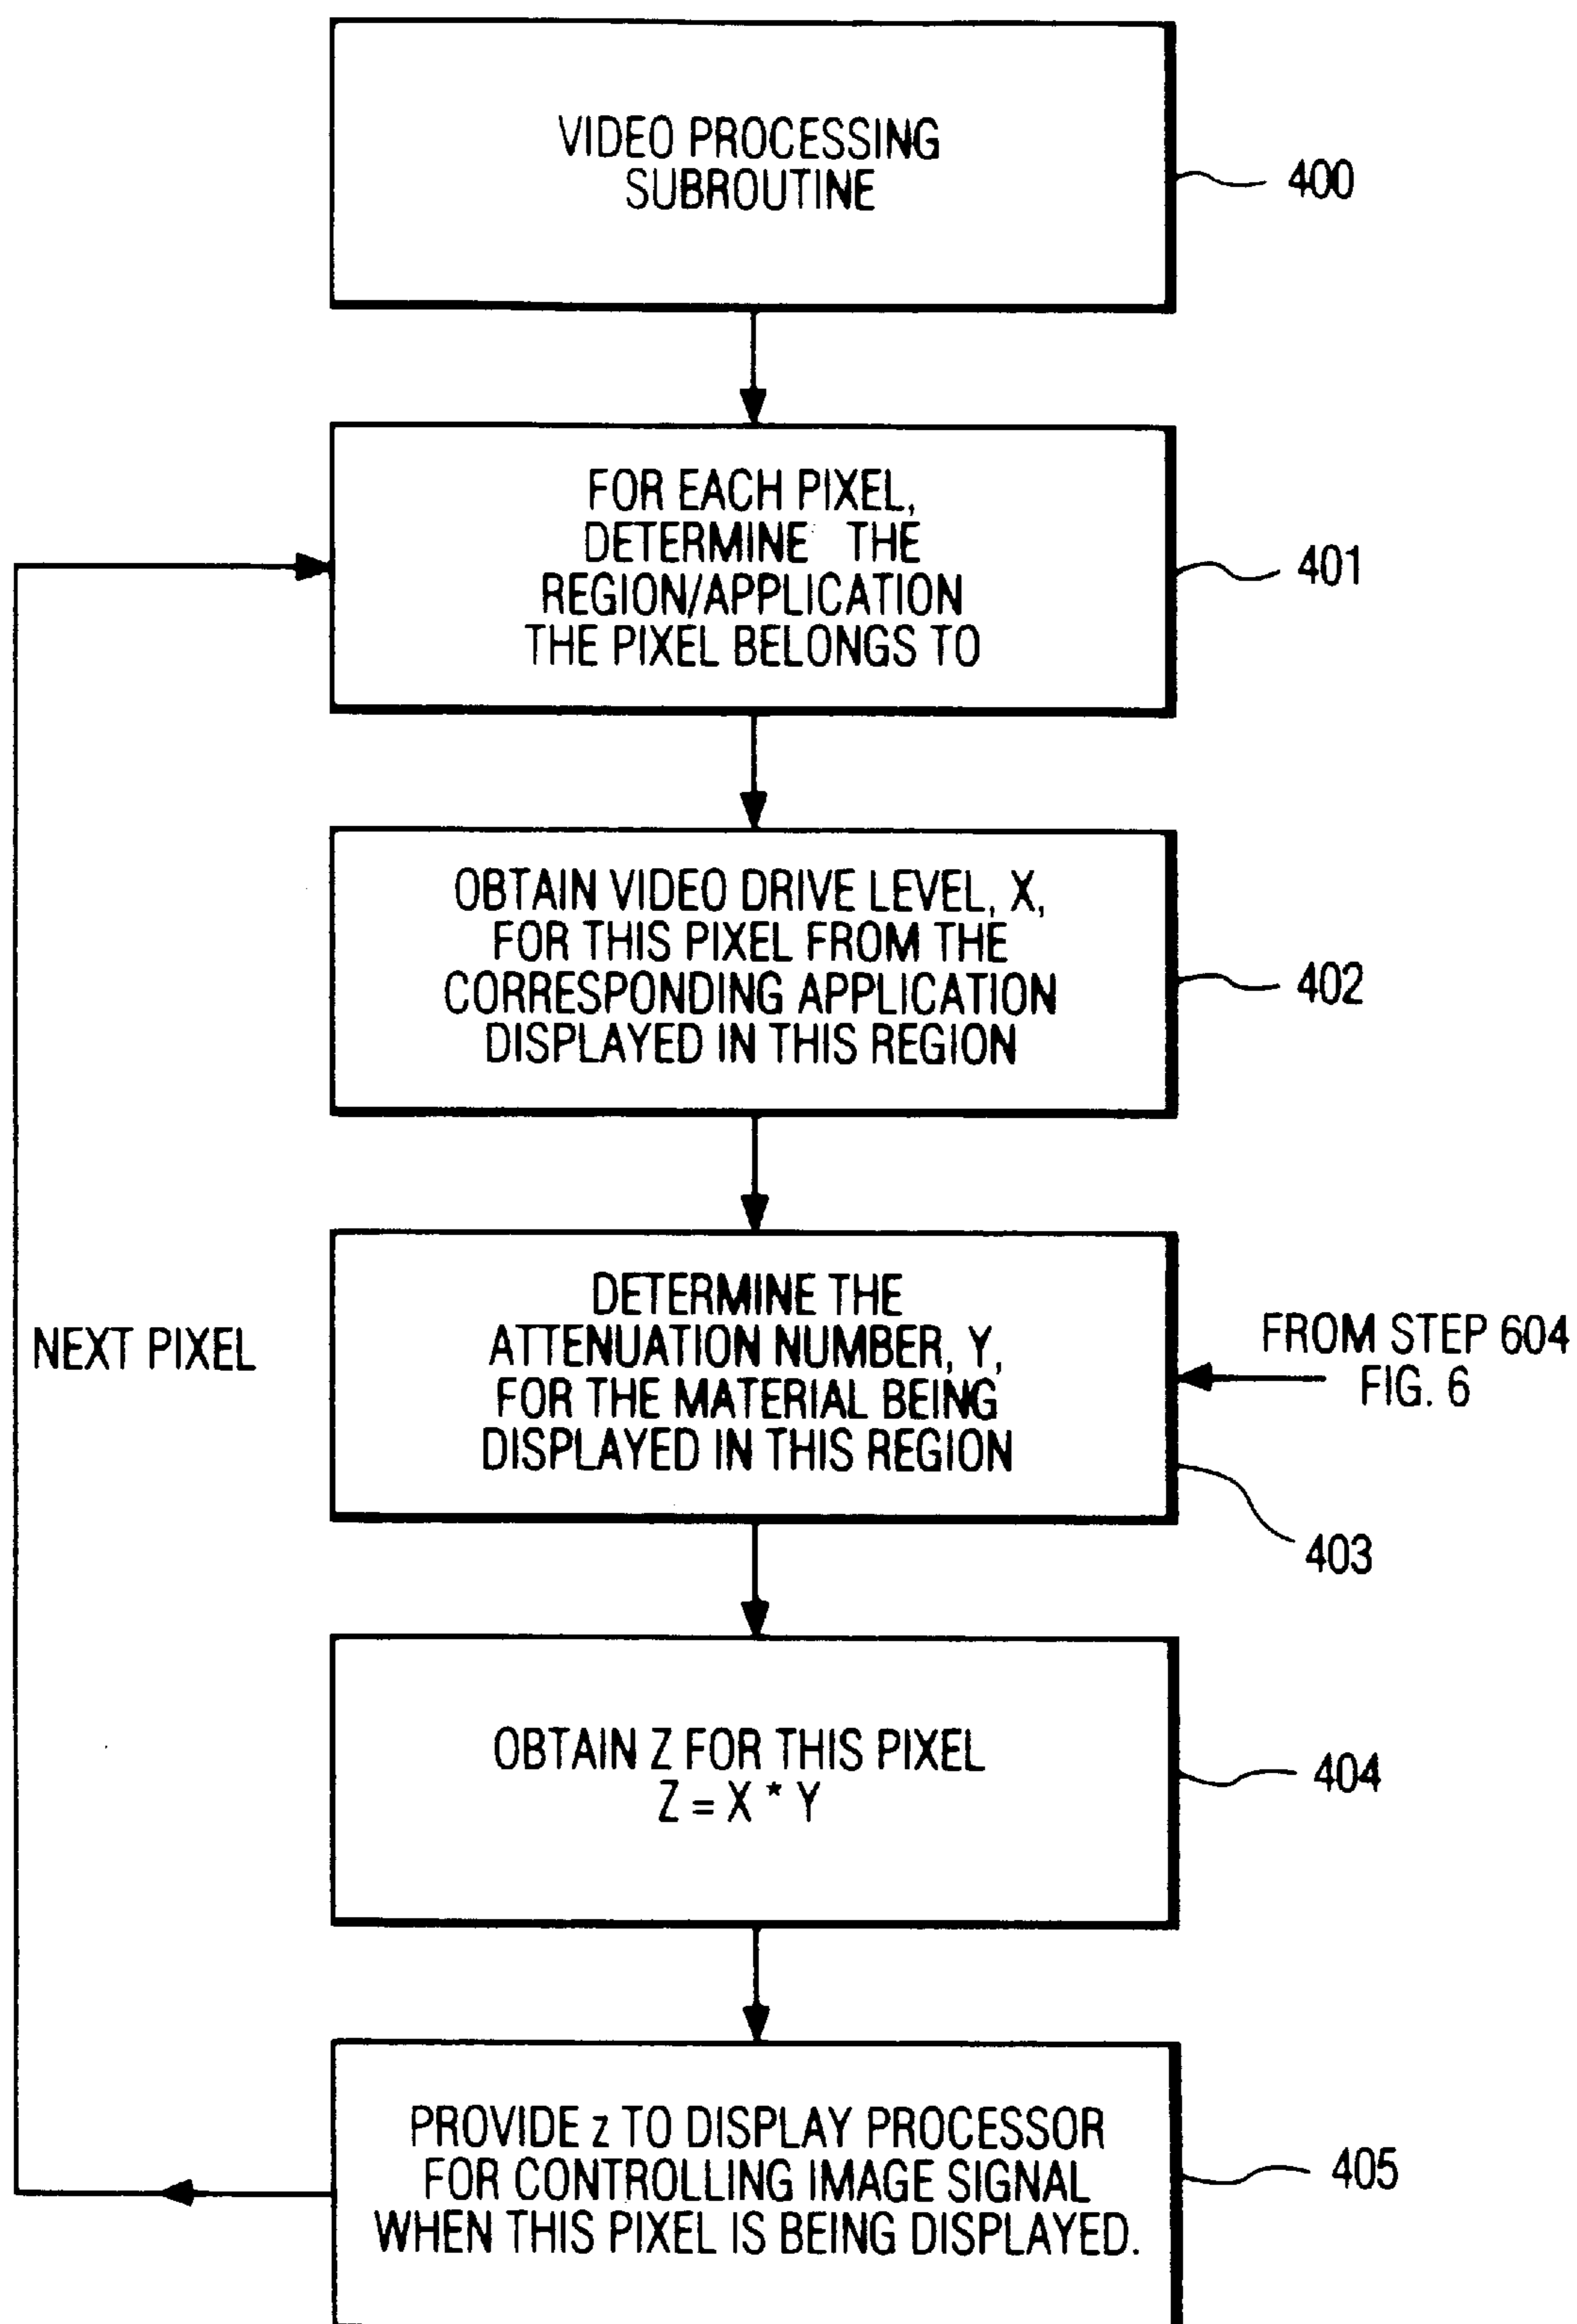 VIDEO PROCESSING
SUBROUTINE
400
FOR EACH PIXEL,
DETERMINE THE
REGION/APPLICATION
THE PIXEL BELONGS TO
401
OBTAIN VIDEO DRIVE LEVEL, X,
FOR THIS PIXEL FROM THE
CORRESPONDING APPLICATION
DISPLAYED IN THIS REGION
402
DETERMINE THE
ATTENUATION NUMBER, Y,
FOR THE MATERIAL BEING
DISPLAYED IN THIS REGION
NEXT PIXEL
FROM STEP 604
FIG. 6
403
OBTAIN Z FOR THIS PIXEL
Z = X * Y
404
PROVIDE z TO DISPLAY PROCESSOR
FOR CONTROLLING IMAGE SIGNAL
WHEN THIS PIXEL IS BEING DISPLAYED.
405